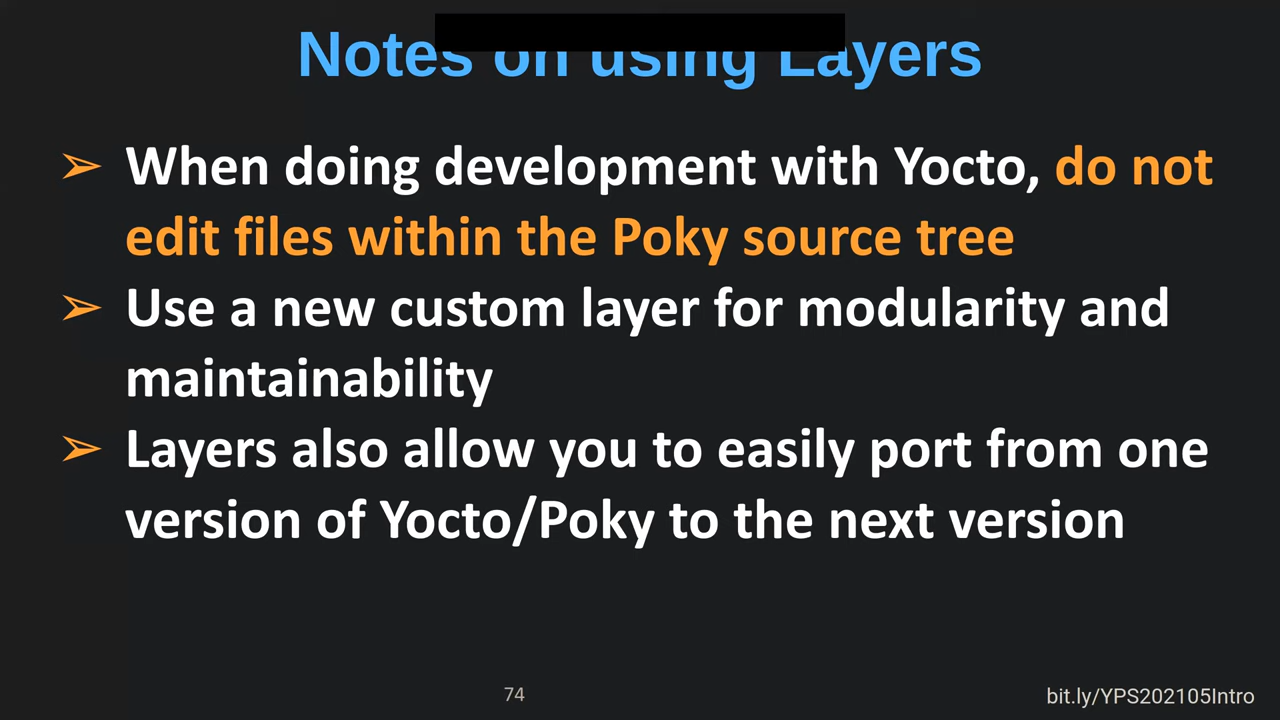 Notes on using Layers
➢ When doing development with Yocto, do not
edit files within the Poky source tree
➢ Use a new custom layer for modularity and
maintainability
➢ Layers also allow you to easily port from one
version of Yocto/Poky to the next version
74
bit.ly/YPS202105Intro